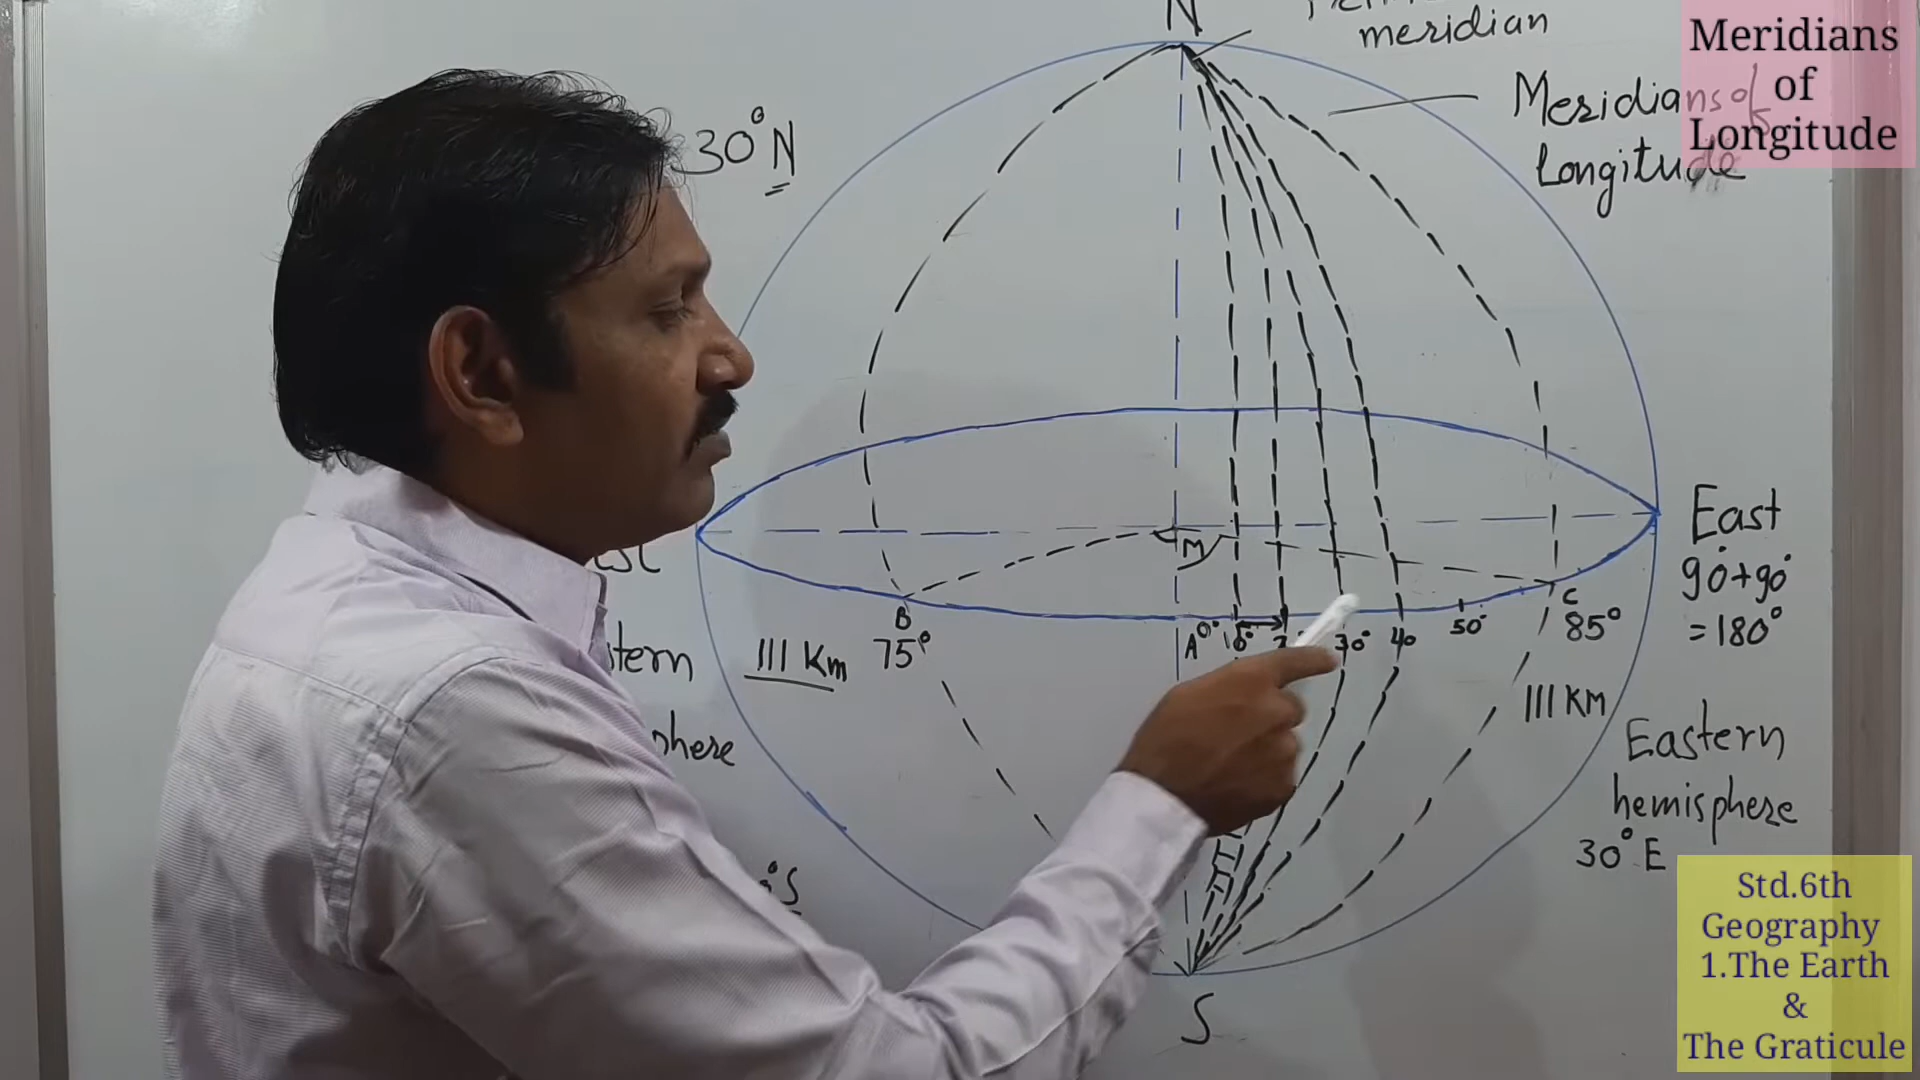 N
meridian
Meridians
of
Longitude
Meridians of
Longitude
30°N
East
90°+90°
=180°
M
B
75°
111 Km
A 0° 10° 30° 40 50°
C
85°
111 KM
Eastern
hemisphere
30°E
S
Std.6th
Geography
1.The Earth
&
The Graticule